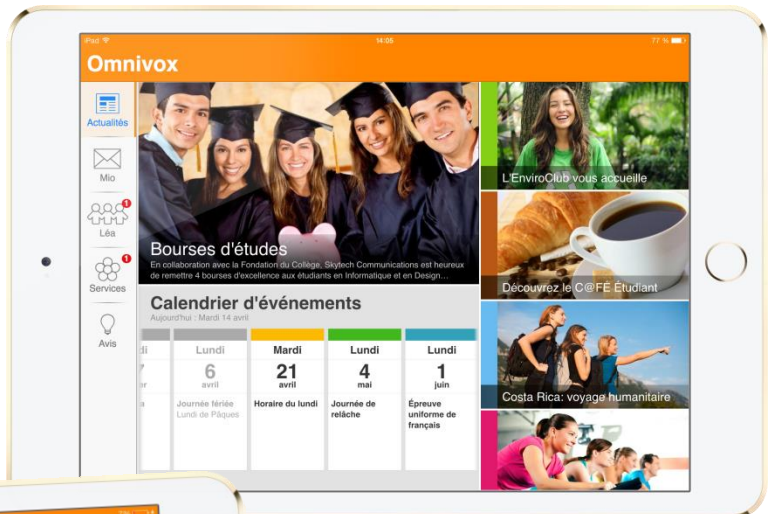 iPad
14:05
77 %
Omnivox
Actualités
Mio
1
Léa
1
Services
Avis
Bourses d'études
En collaboration avec la Fondation du Collège, Skytech Communications est heureux
de remettre 4 bourses d'excellence aux étudiants en Informatique et en Design...
L'EnviroClub vous accueille
Découvrez le C@FÉ Étudiant
Costa Rica: voyage humanitaire
Calendrier d'événements
Aujourd'hui : Mardi 14 avril
Lundi
6
avril
Journée fériée
Lundi de Pâques
Mardi
21
avril
Horaire du lundi
Lundi
4
mai
Journée de
relâche
Lundi
1
juin
Épreuve
uniforme de
français